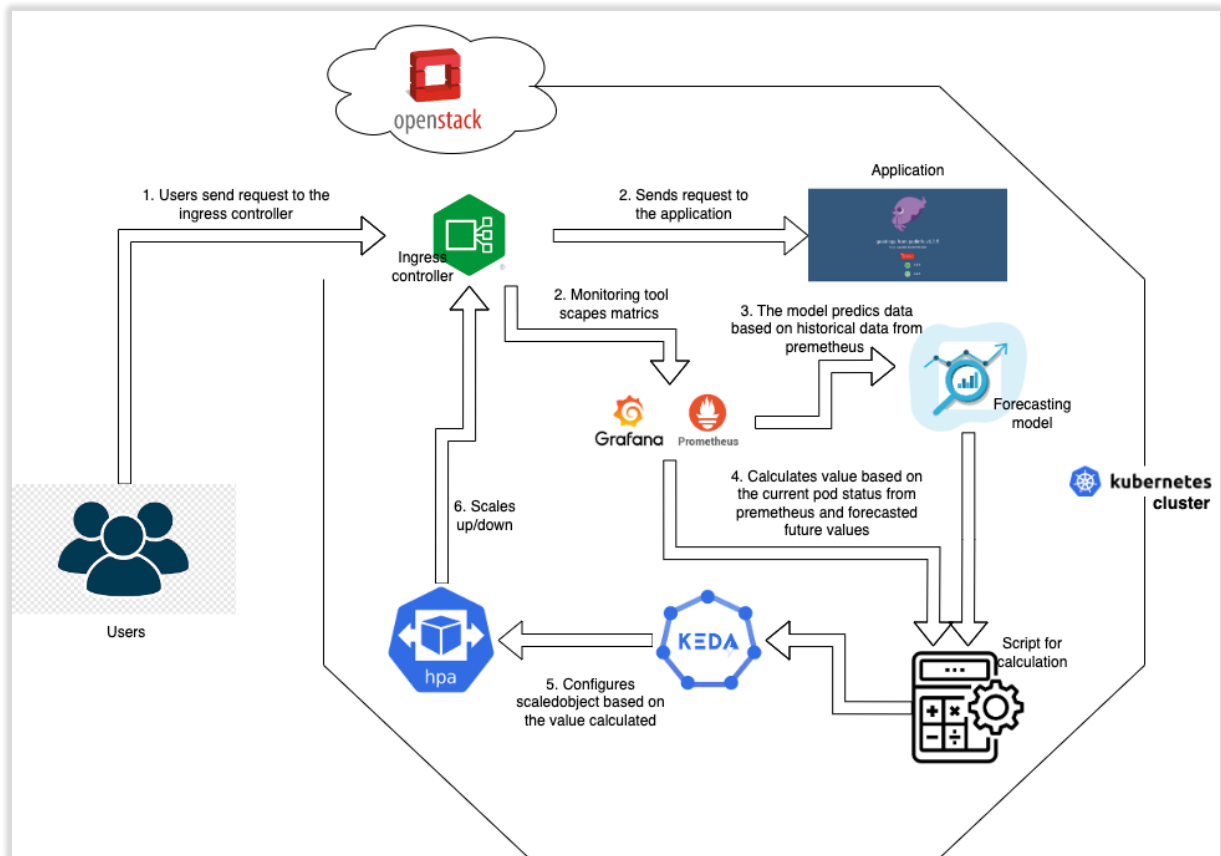 openstack
1. Users send request to the
ingress controller
Ingress
controller
2. Sends request to
the application
Application
2. Monitoring tool
scapes matrics
3. The model predics data
based on historical data from
premetheus
Grafana
Prometheus
Forecasting
model
4. Calculates value based on
the current pod status from
premetheus and forecasted
future values
kubernetes
cluster
6. Scales
up/down
Users
hpa
KEDA
5. Configures
scaledobject based on
the value calculated
Script for
calculation